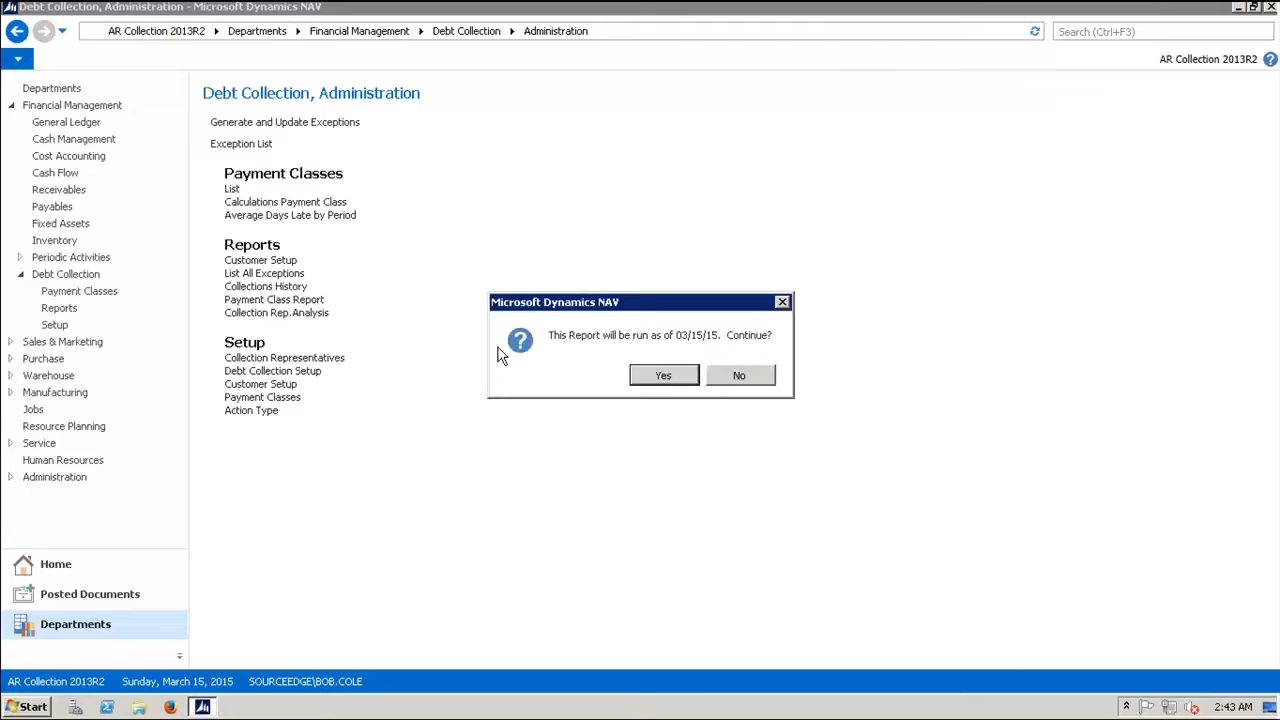 Debt Collection, Administration - Microsoft Dynamics NAV
AR Collection 2013R2 Departments Financial Management Debt Collection Administration
Search (Ctrl+F3)
AR Collection 2013R2
Departments
Financial Management
General Ledger
Cash Management
Cost Accounting
Cash Flow
Receivables
Payables
Fixed Assets
Inventory
Periodic Activities
Debt Collection
Payment Classes
Reports
Setup
Sales & Marketing
Purchase
Warehouse
Manufacturing
Jobs
Resource Planning
Service
Human Resources
Administration
Home
Posted Documents
Departments
Debt Collection, Administration
Generate and Update Exceptions
Exception List
Payment Classes
List
Calculations Payment Class
Average Days Late by Period
Reports
Customer Setup
List All Exceptions
Collections History
Payment Class Report
Collection Rep.Analysis
Setup
Collection Representatives
Debt Collection Setup
Customer Setup
Payment Classes
Action Type
Microsoft Dynamics NAV
This Report will be run as of 03/15/15. Continue?
Yes No
AR Collection 2013R2 Sunday, March 15, 2015 SOURCEEDGE\BOB.COLE
Start
2:43 AM